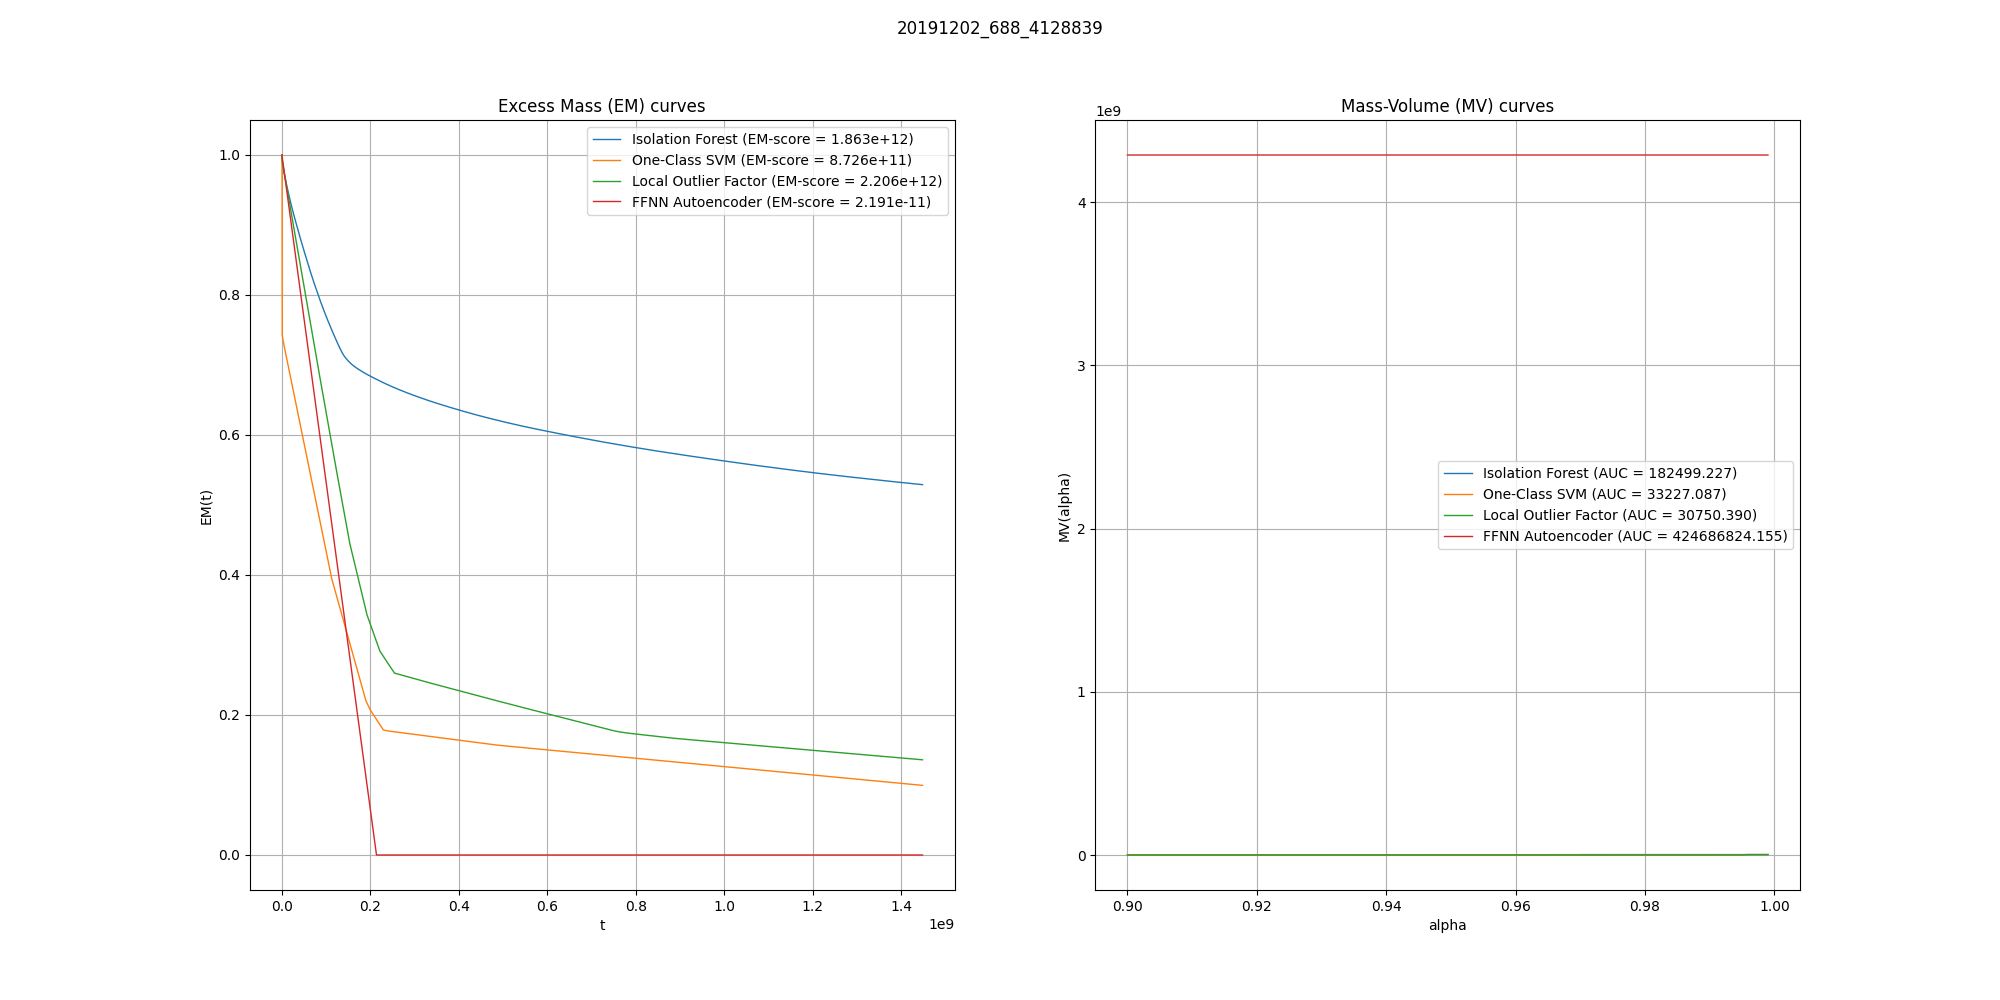 20191202_688_4128839
Excess Mass (EM) curves
Isolation Forest (EM-score = 1.863e+12)
One-Class SVM (EM-score = 8.726e+11)
Local Outlier Factor (EM-score = 2.206e+12)
FFNN Autoencoder (EM-score = 2.191e-11)
1.0
0.8
0.6
0.4
0.2
0.0
EM(t)
0.0 0.2 0.4 0.6 0.8 1.0 1.2 1.4
1e9
t
Mass-Volume (MV) curves
1e9
4
3
2
1
0
MV(alpha)
Isolation Forest (AUC = 182499.227)
One-Class SVM (AUC = 33227.087)
Local Outlier Factor (AUC = 30750.390)
FFNN Autoencoder (AUC = 424686824.155)
0.90 0.92 0.94 0.96 0.98 1.00
alpha